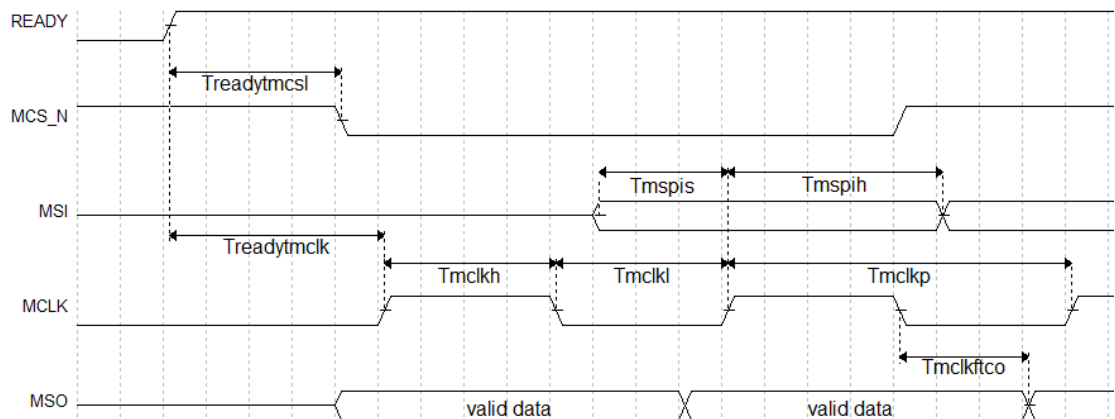 READY
Treadytmcsl
MCS_N
Tmspis Tmspih
MSI
Treadytmclk
Tmclkh Tmclkl Tmclkp
MCLK
Tmclkftco
MSO valid data valid data